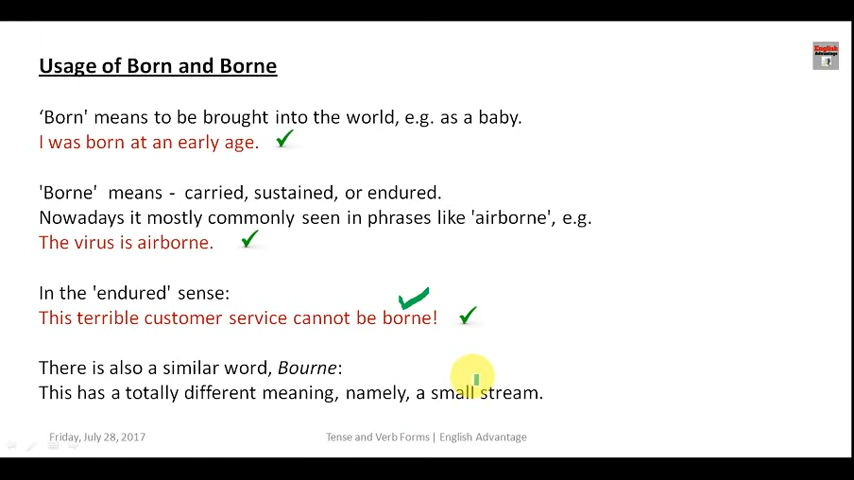 Usage of Born and Borne
English
Advantage
‘Born' means to be brought into the world, e.g. as a baby.
I was born at an early age.
'Borne'  means -  carried, sustained, or endured.
Nowadays it mostly commonly seen in phrases like 'airborne', e.g.
The virus is airborne.
In the 'endured' sense:
This terrible customer service cannot be borne!
There is also a similar word, Bourne:
This has a totally different meaning, namely, a small stream.
Friday, July 28, 2017
Tense and Verb Forms | English Advantage